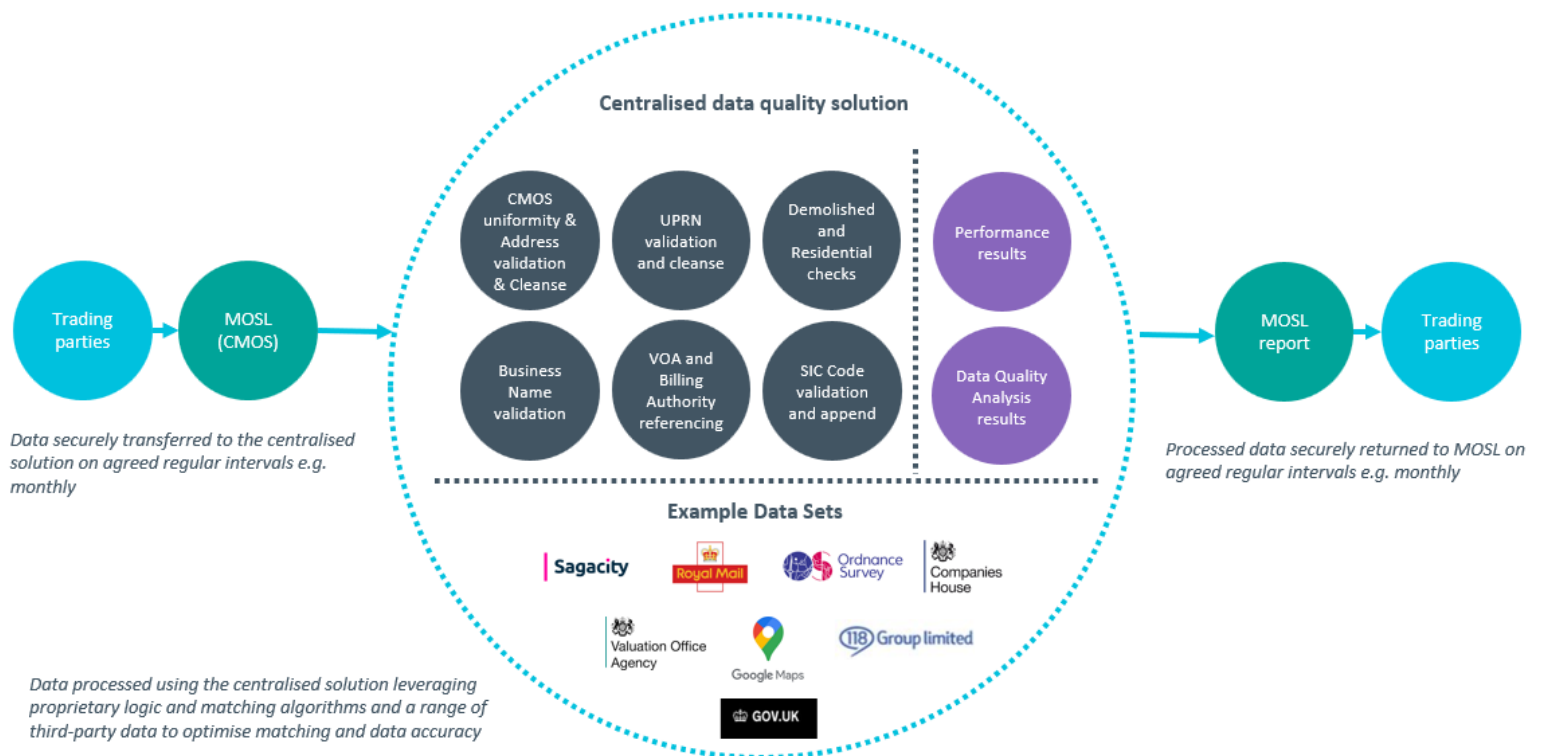 Centralised data quality solution
CMOS
uniformity &
Address
validation
& Cleanse
UPRN
validation
and cleanse
Demolished
and
Residential
checks
Performance
results
Trading
parties
MOSL
(CMOS)
Business
Name
validation
VOA and
Billing
Authority
referencing
SIC Code
validation
and append
Data Quality
Analysis
results
MOSL
report
Trading
parties
Data securely transferred to the centralised
solution on agreed regular intervals e.g.
monthly
Processed data securely returned to MOSL on
agreed regular intervals e.g. monthly
Example Data Sets
Sagacity
Royal Mail
OS
Ordnance
Survey
Companies
House
Valuation Office
Agency
Google Maps
118 Group limited
GOV.UK
Data processed using the centralised solution leveraging
proprietary logic and matching algorithms and a range of
third-party data to optimise matching and data accuracy